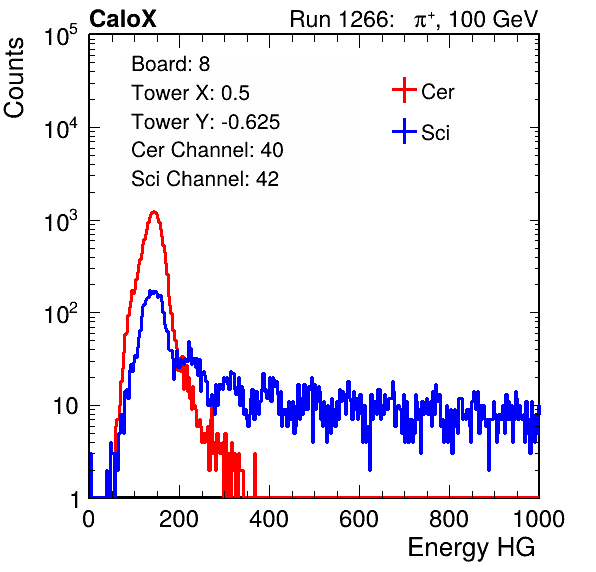 CaloX Run 1266: π⁺, 100 GeV
Counts
10⁵
10⁴
10³
10²
10
1
Board: 8
Tower X: 0.5
Tower Y: -0.625
Cer Channel: 40
Sci Channel: 42
Cer
Sci
0 200 400 600 800 1000
Energy HG